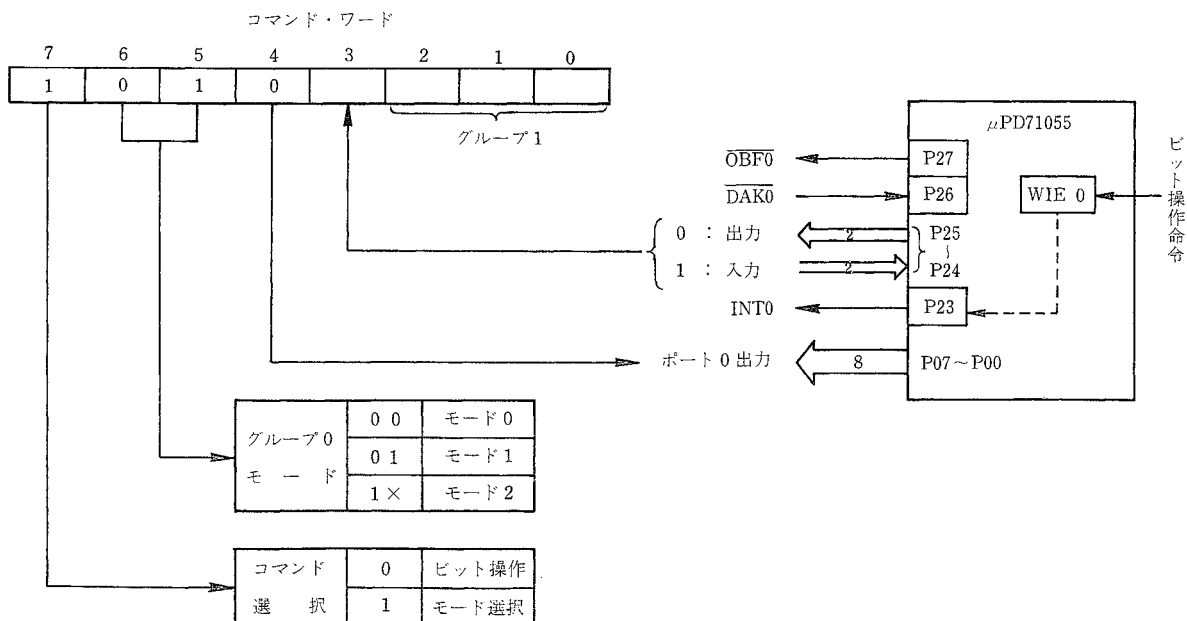 コマンド・ワード
7 6 5 4 3 2 1 0
1 0 1 0
グループ1
μPD71055
OBF0
P27
DAK0
P26
WIE 0
ビット操作命令
0 : 出力
2
P25
〜
1 : 入力
2
P24
INT0
P23
ポート0出力
8
P07〜P00
グループ0
モード
0 0 モード0
0 1 モード1
1× モード2
コマンド
選択
0 ビット操作
1 モード選択